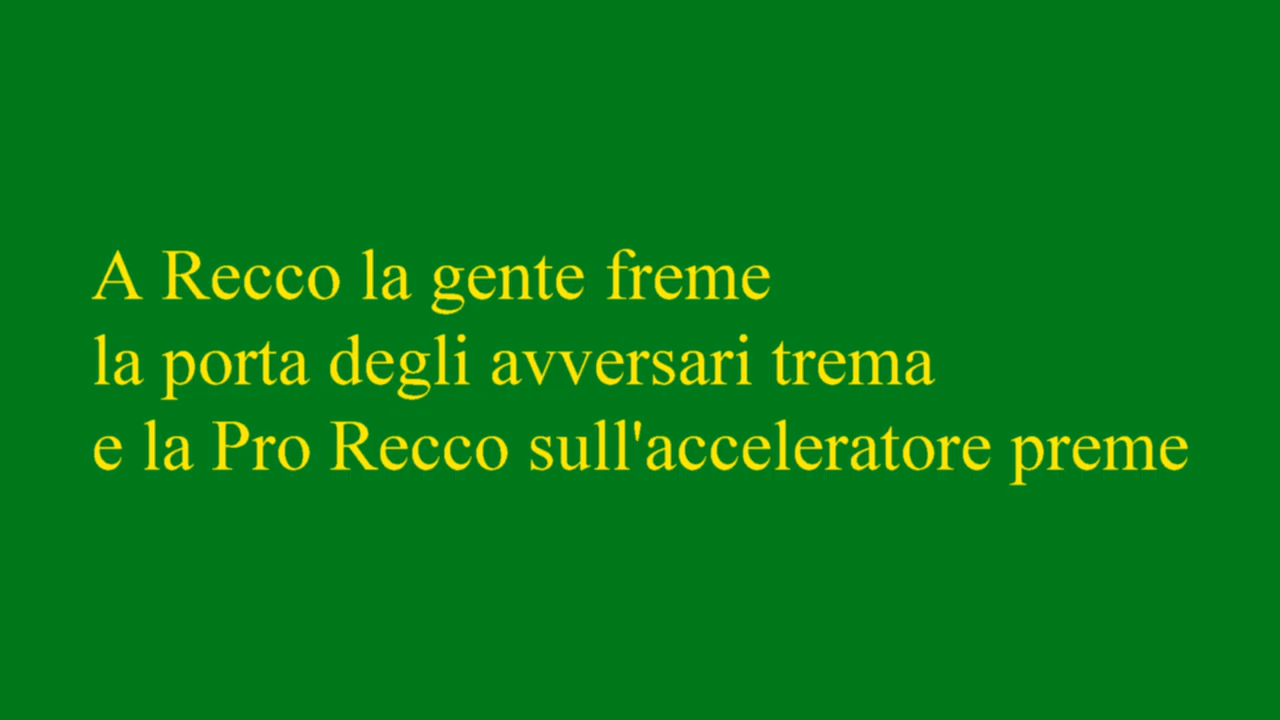 A Recco la gente freme
la porta degli avversari trema
e la Pro Recco sull'acceleratore preme